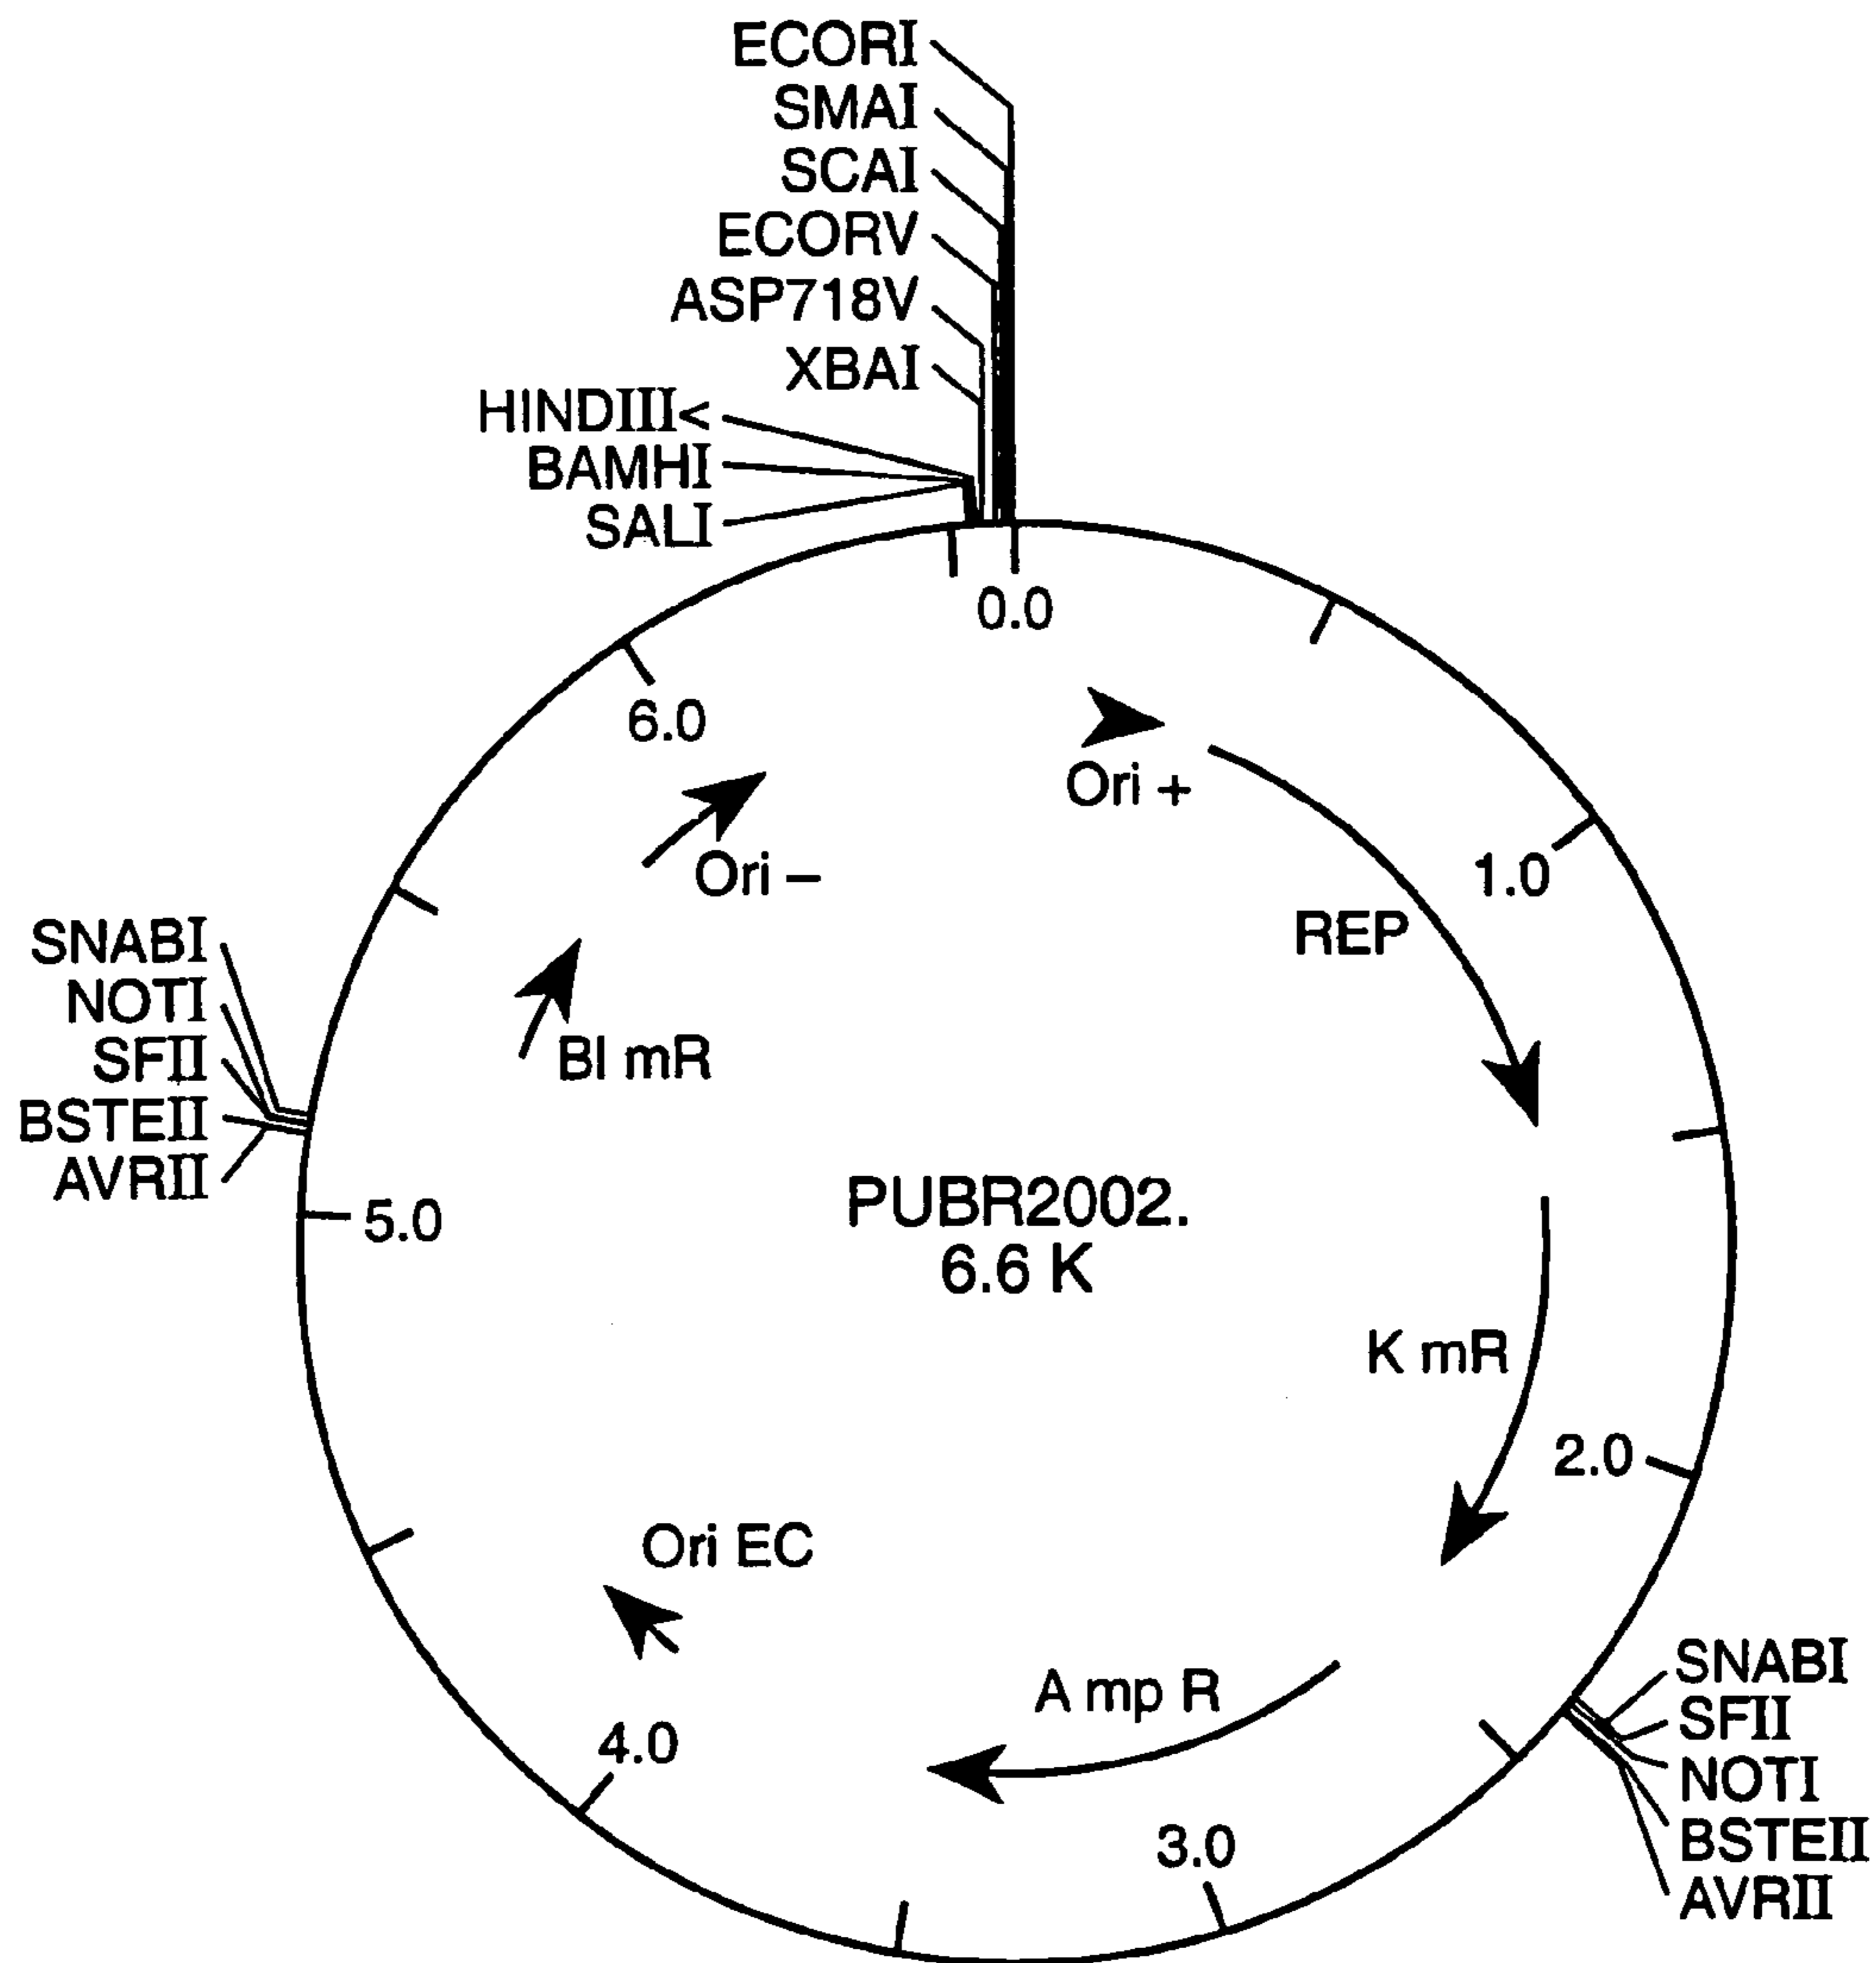 ECORI
SMAI
SCAI
ECORV
ASP718V
XBAI
HINDIII<
BAMHI
SALI
0.0
6.0
Ori +
Ori –
1.0
REP
SNABI
NOTI
SFII
BSTEII
AVRII
Bl mR
5.0
PUBR2002.
6.6 K
K mR
2.0
Ori EC
A mp R
4.0
3.0
SNABI
SFII
NOTI
BSTEII
AVRII